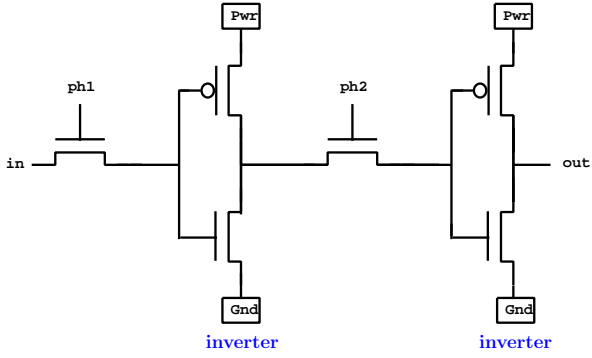 Pwr
Pwr
ph1
ph2
in
out
Gnd
Gnd
inverter
inverter